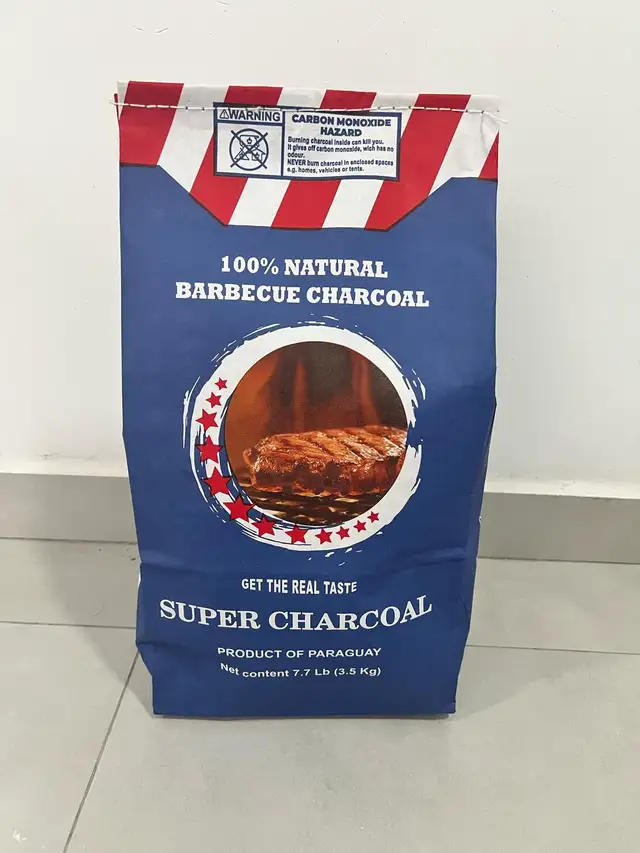 WARNING
CARBON MONOXIDE
HAZARD
Burning charcoal inside can kill you.
It gives off carbon monoxide, wich has no
odour.
NEVER burn charcoal in enclosed spaces
e.g. homes, vehicles or tents.
100% NATURAL
BARBECUE CHARCOAL
GET THE REAL TASTE
SUPER CHARCOAL
PRODUCT OF PARAGUAY
Net content 7.7 Lb (3.5 Kg)